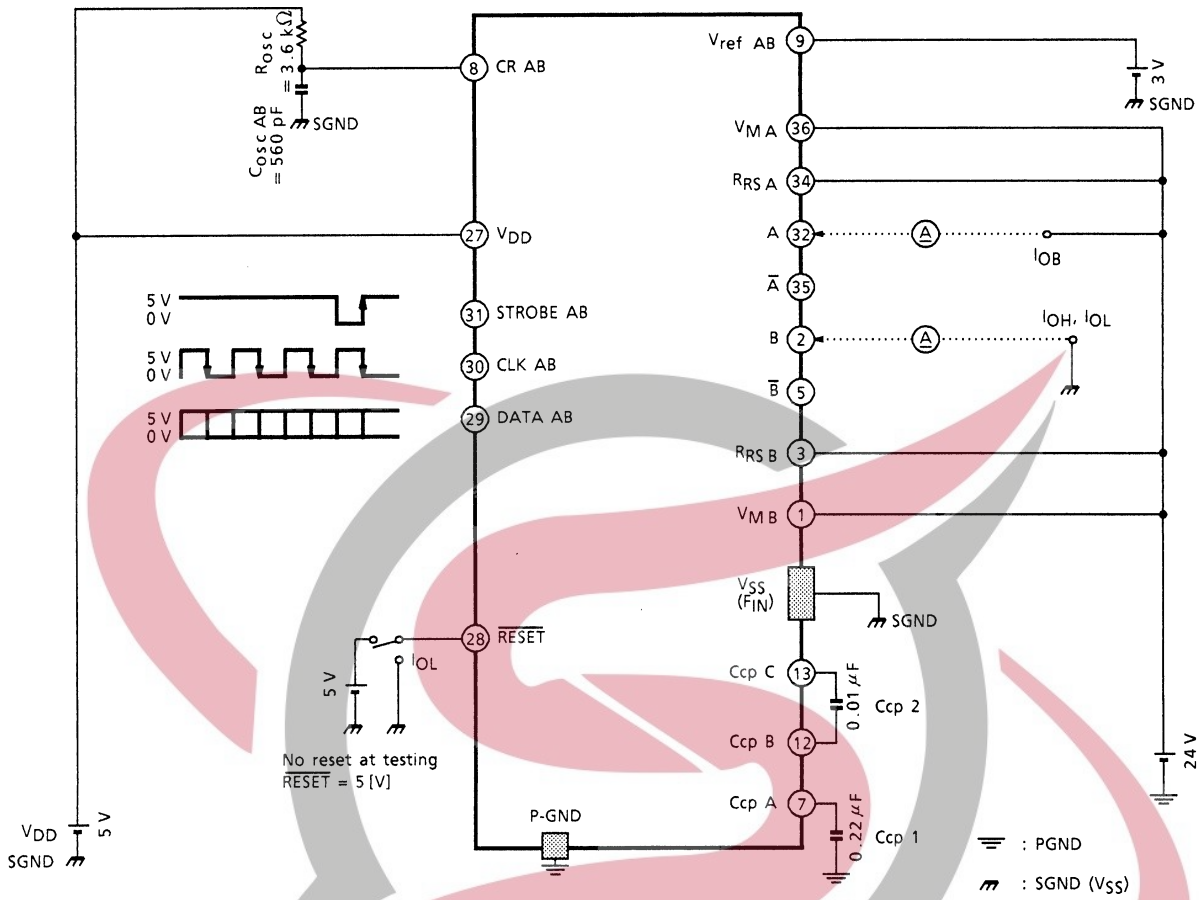 Rosc
= 3.6 kΩ
Cosc AB
= 560 pF
SGND
8
CR AB
27
VDD
5 V
0 V
31
STROBE AB
5 V
0 V
30
CLK AB
5 V
0 V
29
DATA AB
28
RESET
IOL
5 V
No reset at testing
RESET = 5 [V]
VDD
5 V
SGND
P-GND
Vref AB
9
3 V
SGND
VM A
36
RRS A
34
A
32
A
IOB
A
35
B
2
A
IOH, IOL
B
5
RRS B
3
VM B
1
VSS
(FIN)
SGND
Ccp C
13
0.01 μF
Ccp 2
Ccp B
12
Ccp A
7
0.22 μF
Ccp 1
24 V
: PGND
: SGND (VSS)